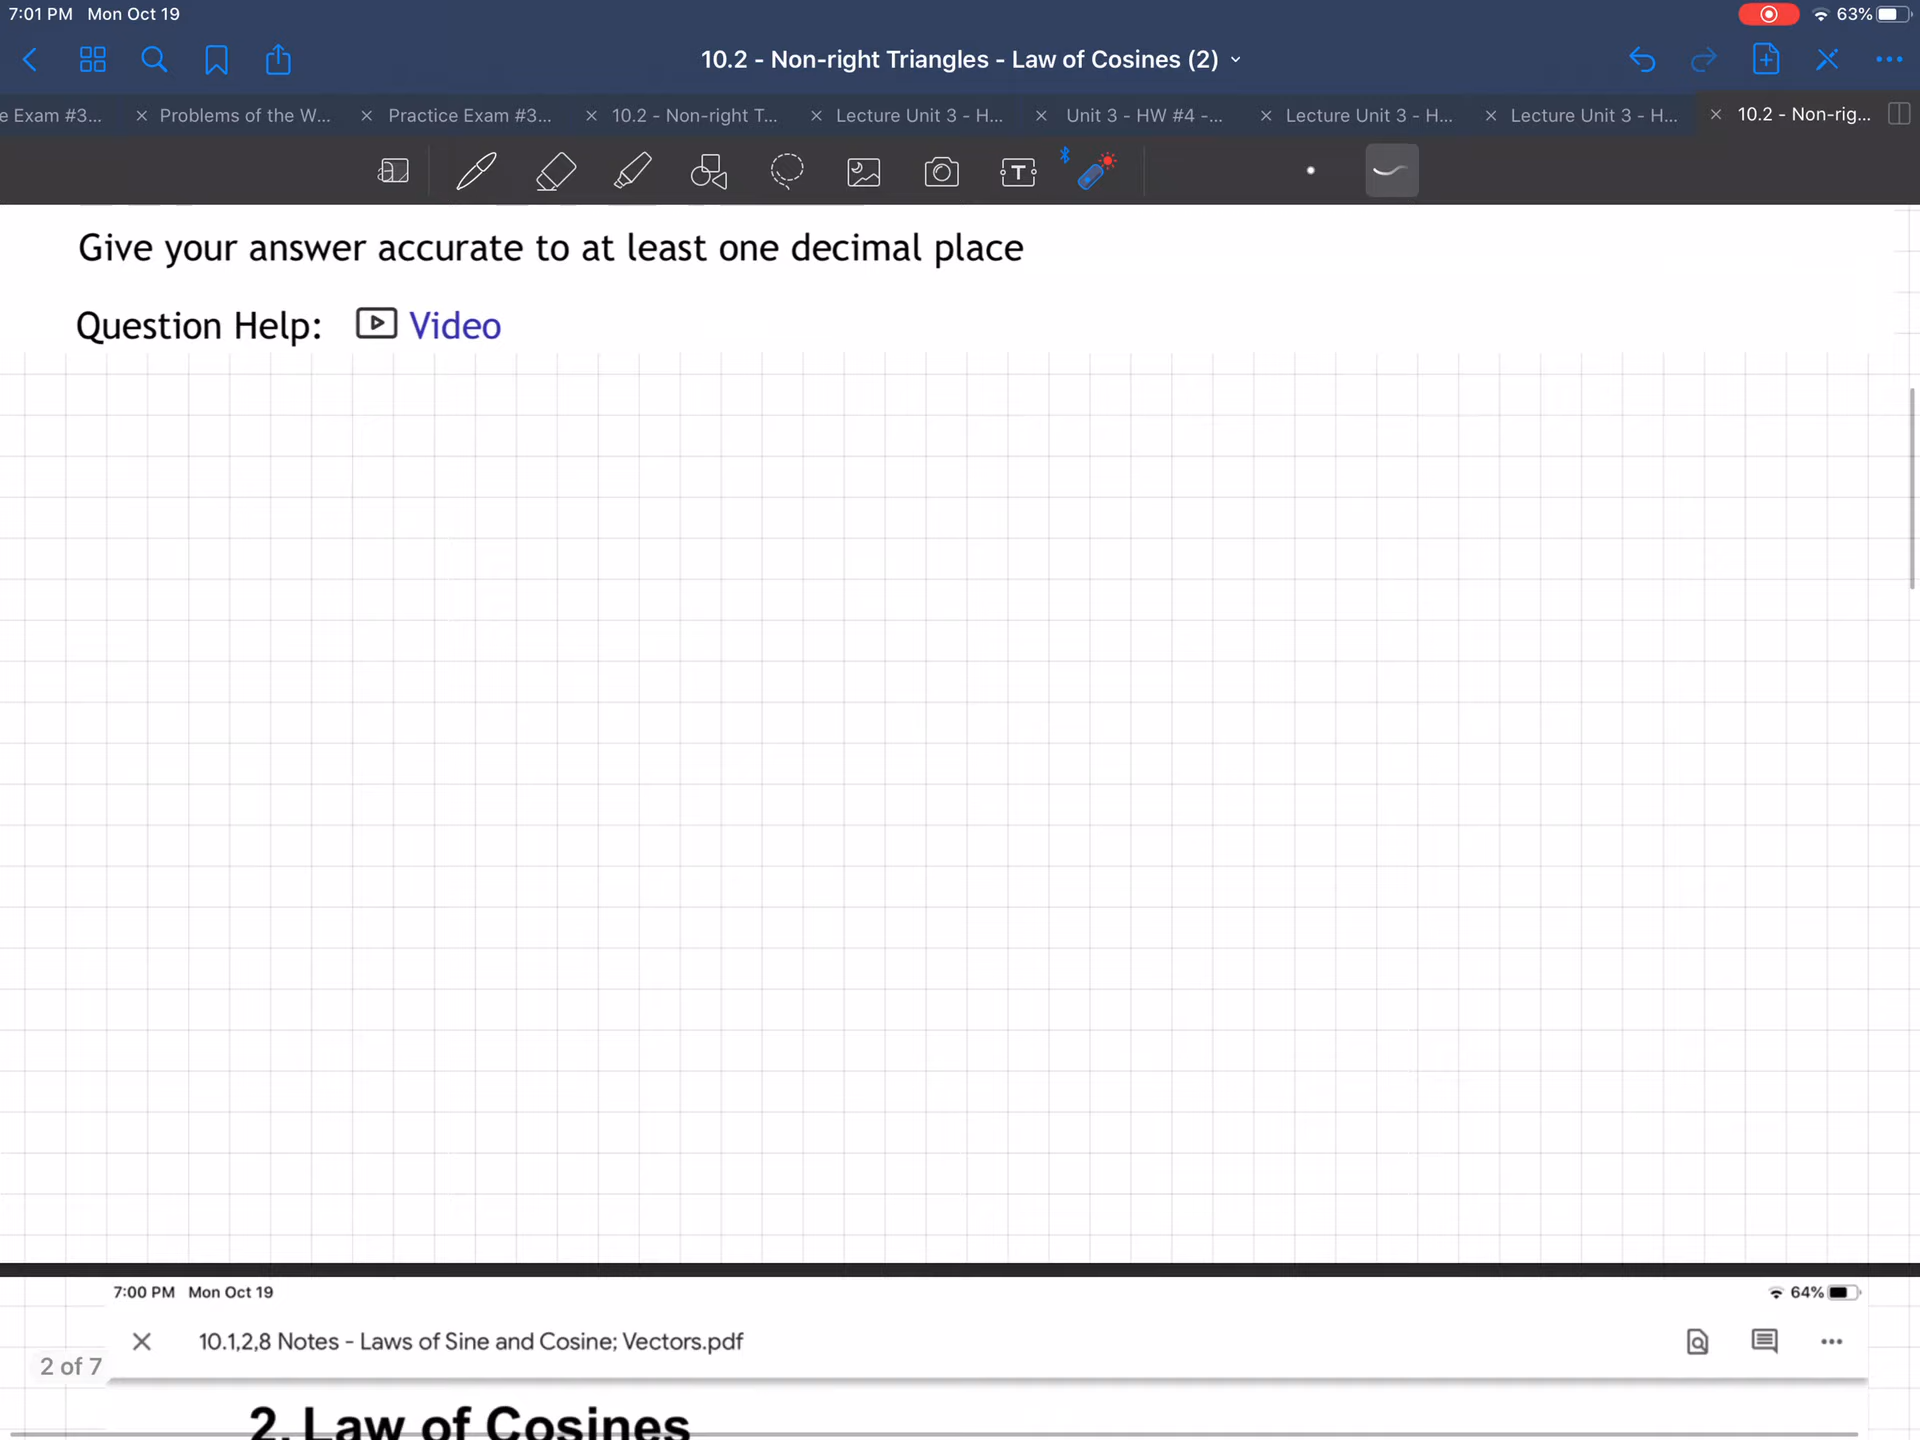 7:01 PM Mon Oct 19
63%
10.2 - Non-right Triangles - Law of Cosines (2)
e Exam #3... Problems of the W... Practice Exam #3... 10.2 - Non-right T... Lecture Unit 3 - H... Unit 3 - HW #4 -... Lecture Unit 3 - H... Lecture Unit 3 - H... 10.2 - Non-rig...
T
Give your answer accurate to at least one decimal place
Question Help: Video
7:00 PM Mon Oct 19
64%
10.1,2,8 Notes - Laws of Sine and Cosine; Vectors.pdf
2 of 7
2. Law of Cosines